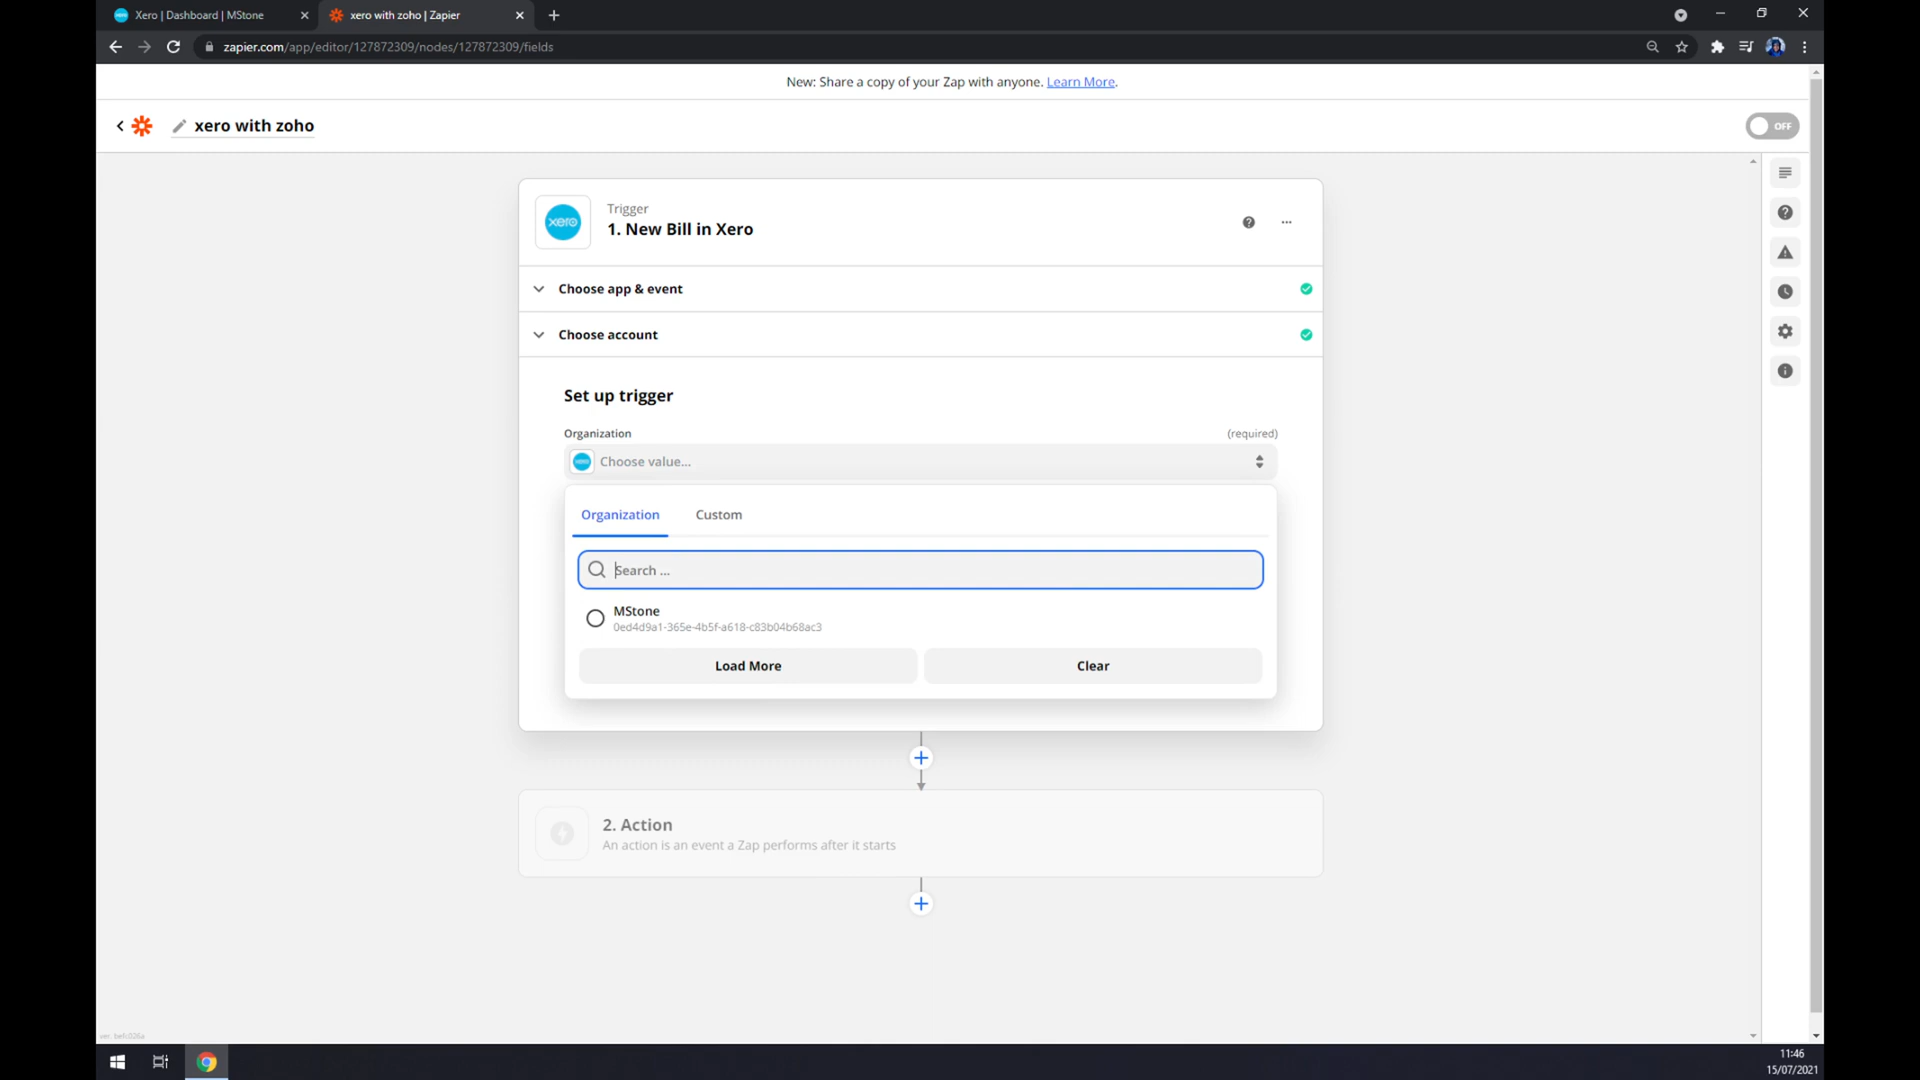 Xero | Dashboard | MStone
xero with zoho | Zapier
zapier.com/app/editor/127872309/nodes/127872309/fields
New: Share a copy of your Zap with anyone. Learn More.
xero with zoho
OFF
xero
Trigger
1. New Bill in Xero
Choose app & event
Choose account
Set up trigger
Organization
(required)
Choose value...
Organization
Custom
Search ...
MStone
0ed4d9a1-365e-4b5f-a618-c83b04b68ac3
Load More
Clear
2. Action
An action is an event a Zap performs after it starts
11:46
15/07/2021